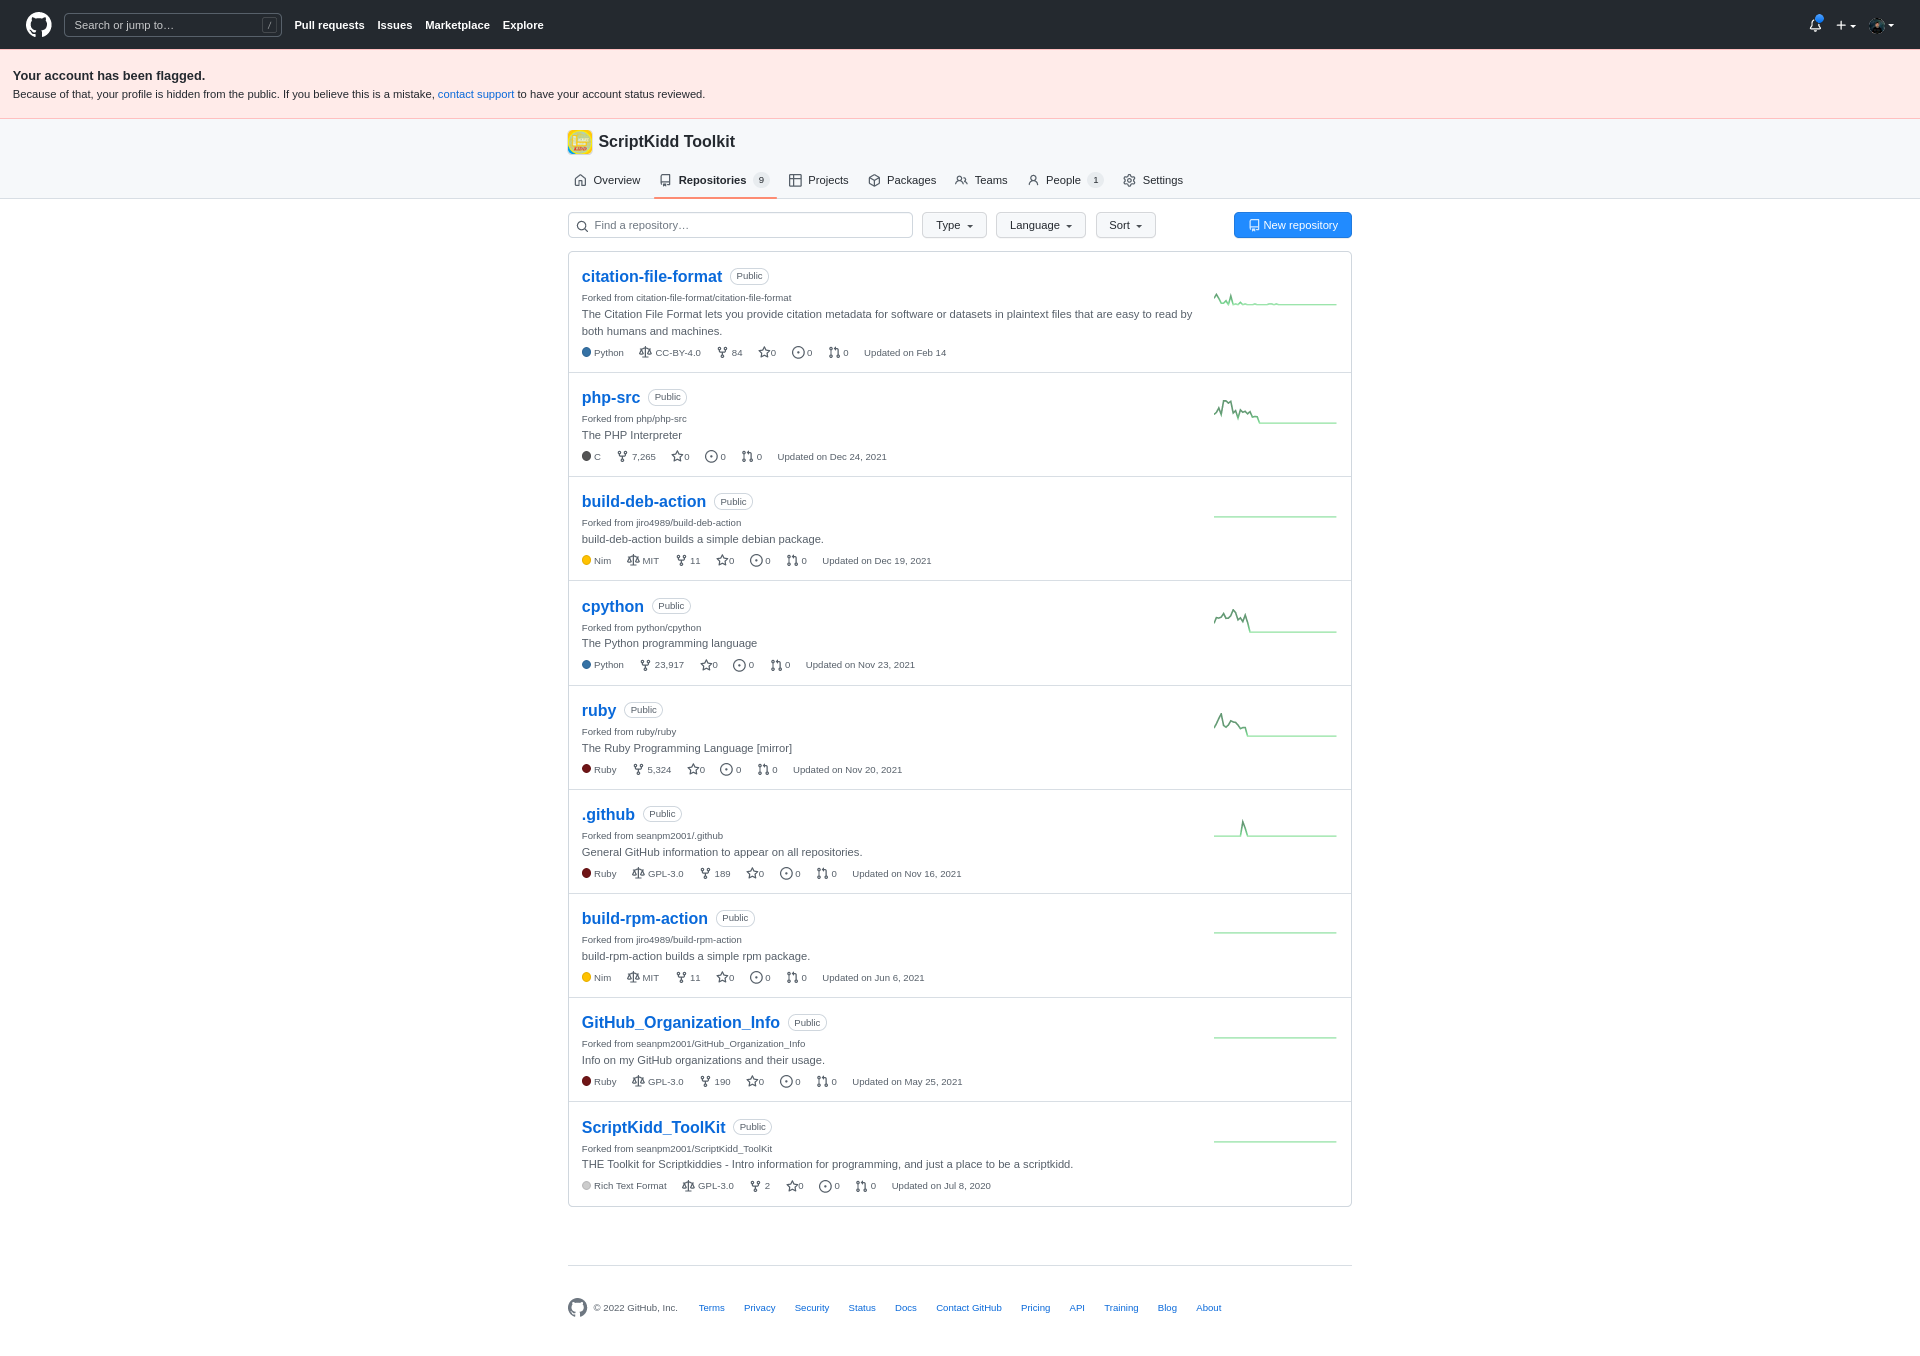 Search or jump to…
/
Pull requests Issues Marketplace Explore
Your account has been flagged.
Because of that, your profile is hidden from the public. If you believe this is a mistake, contact support to have your account status reviewed.
ScriptKidd Toolkit
Overview Repositories 9 Projects Packages Teams People 1 Settings
Find a repository… Type Language Sort New repository
citation-file-format Public
Forked from citation-file-format/citation-file-format
The Citation File Format lets you provide citation metadata for software or datasets in plaintext files that are easy to read by
both humans and machines.
Python CC-BY-4.0 84 0 0 0 Updated on Feb 14
php-src Public
Forked from php/php-src
The PHP Interpreter
C 7,265 0 0 0 Updated on Dec 24, 2021
build-deb-action Public
Forked from jiro4989/build-deb-action
build-deb-action builds a simple debian package.
Nim MIT 11 0 0 0 Updated on Dec 19, 2021
cpython Public
Forked from python/cpython
The Python programming language
Python 23,917 0 0 0 Updated on Nov 23, 2021
ruby Public
Forked from ruby/ruby
The Ruby Programming Language [mirror]
Ruby 5,324 0 0 0 Updated on Nov 20, 2021
.github Public
Forked from seanpm2001/.github
General GitHub information to appear on all repositories.
Ruby GPL-3.0 189 0 0 0 Updated on Nov 16, 2021
build-rpm-action Public
Forked from jiro4989/build-rpm-action
build-rpm-action builds a simple rpm package.
Nim MIT 11 0 0 0 Updated on Jun 6, 2021
GitHub_Organization_Info Public
Forked from seanpm2001/GitHub_Organization_Info
Info on my GitHub organizations and their usage.
Ruby GPL-3.0 190 0 0 0 Updated on May 25, 2021
ScriptKidd_ToolKit Public
Forked from seanpm2001/ScriptKidd_ToolKit
THE Toolkit for Scriptkiddies - Intro information for programming, and just a place to be a scriptkidd.
Rich Text Format GPL-3.0 2 0 0 0 Updated on Jul 8, 2020
© 2022 GitHub, Inc. Terms Privacy Security Status Docs Contact GitHub Pricing API Training Blog About